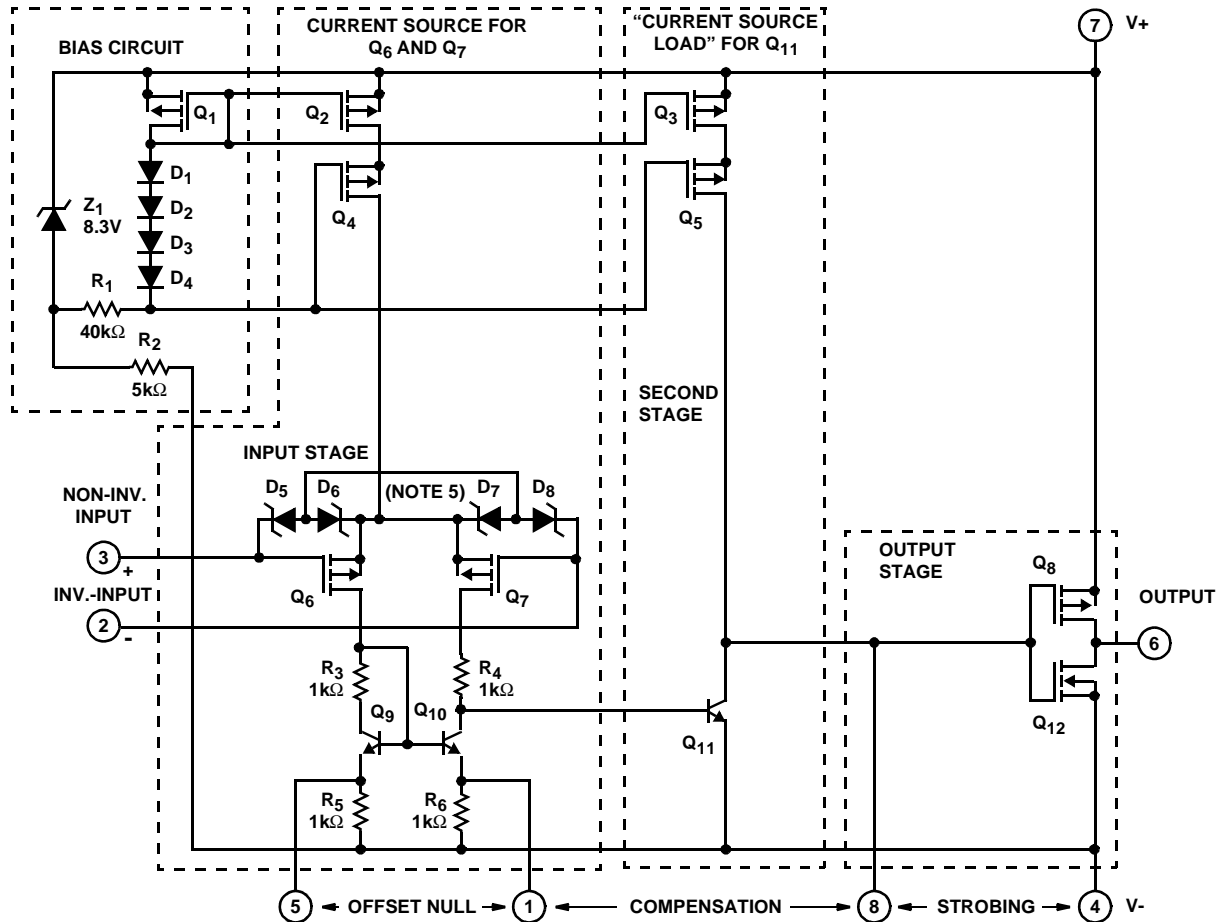 BIAS CIRCUIT
CURRENT SOURCE FOR
Q6 AND Q7
“CURRENT SOURCE
LOAD” FOR Q11
7
V+
Q1
Q2
Q3
D1
D2
D3
D4
Z1
8.3V
Q4
Q5
R1
40kΩ
R2
5kΩ
SECOND
STAGE
INPUT STAGE
D5
D6
(NOTE 5)
D7
D8
NON-INV.
INPUT
3
+
INV.-INPUT
2
-
Q6
Q7
OUTPUT
STAGE
Q8
OUTPUT
6
R3
1kΩ
R4
1kΩ
Q9
Q10
Q11
Q12
R5
1kΩ
R6
1kΩ
5
OFFSET NULL
1
COMPENSATION
8
STROBING
4
V-